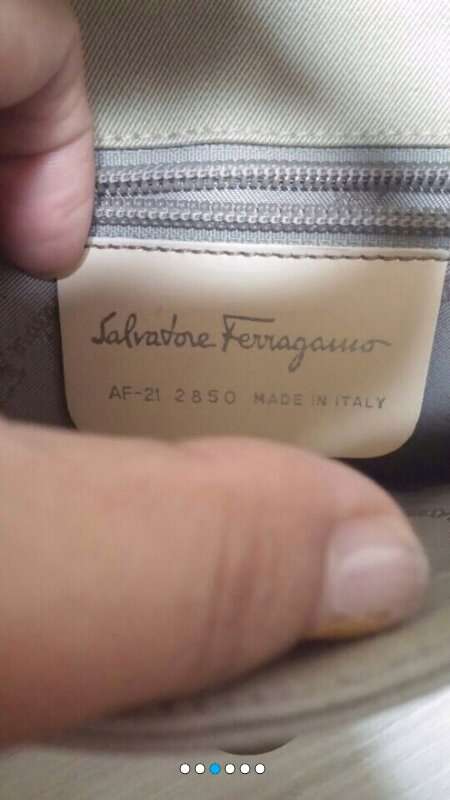 Salvatore Ferragamo
AF-21 2850 MADE IN ITALY